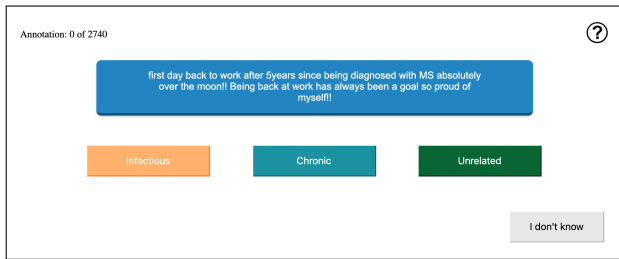 Annotation: 0 of 2740
?
first day back to work after 5years since being diagnosed with MS absolutely
over the moon!! Being back at work has always been a goal so proud of
myself!!
Infectious
Chronic
Unrelated
I don't know